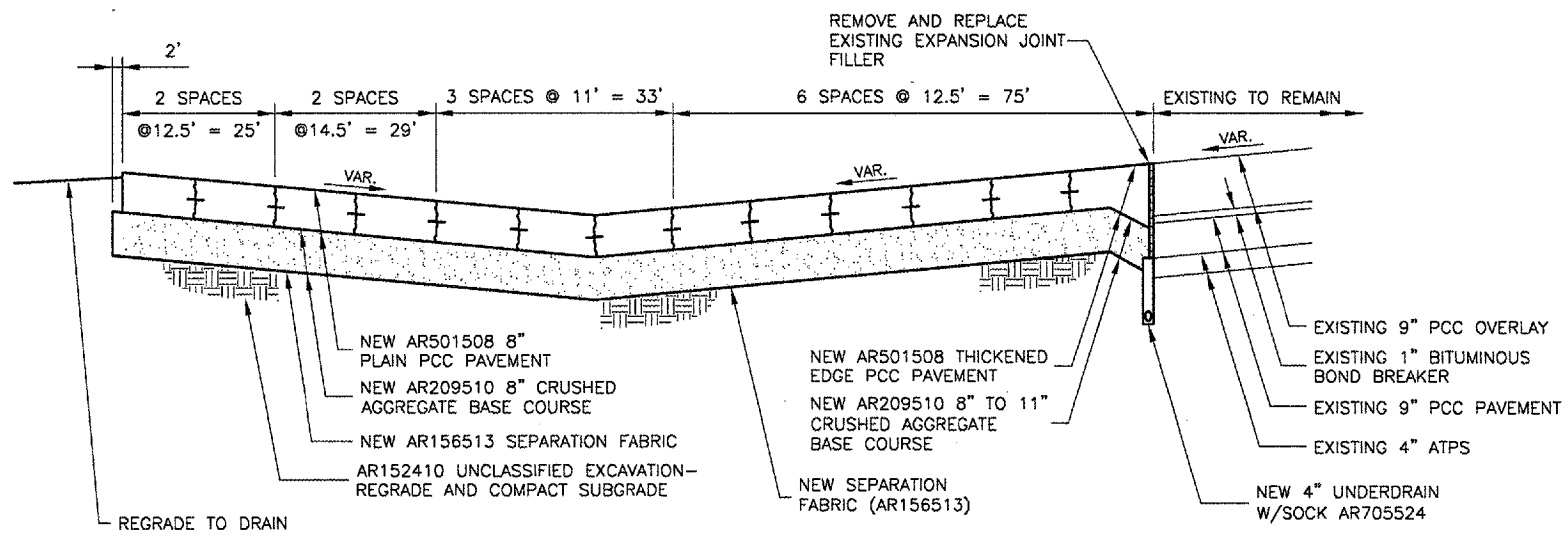 REMOVE AND REPLACE
EXISTING EXPANSION JOINT
FILLER
2'
2 SPACES
@12.5' = 25'
2 SPACES
@14.5' = 29'
3 SPACES @ 11' = 33'
6 SPACES @ 12.5' = 75'
EXISTING TO REMAIN
VAR.
VAR.
VAR.
NEW AR501508 8"
PLAIN PCC PAVEMENT
NEW AR209510 8" CRUSHED
AGGREGATE BASE COURSE
NEW AR156513 SEPARATION FABRIC
AR152410 UNCLASSIFIED EXCAVATION-
REGRADE AND COMPACT SUBGRADE
REGRADE TO DRAIN
NEW AR501508 THICKENED
EDGE PCC PAVEMENT
NEW AR209510 8" TO 11"
CRUSHED AGGREGATE
BASE COURSE
NEW SEPARATION
FABRIC (AR156513)
EXISTING 9" PCC OVERLAY
EXISTING 1" BITUMINOUS
BOND BREAKER
EXISTING 9" PCC PAVEMENT
EXISTING 4" ATPS
NEW 4" UNDERDRAIN
W/SOCK AR705524